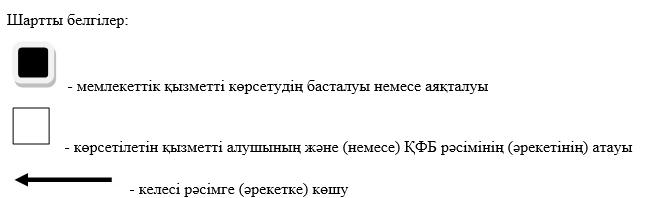 Шартты белгілер:
- мемлекеттік қызметті көрсетудің басталуы немесе аяқталуы
- көрсетілетін қызметті алушының және (немесе) ҚФБ рәсімінің (әрекетінің) атауы
- келесі рәсімге (әрекетке) көшу